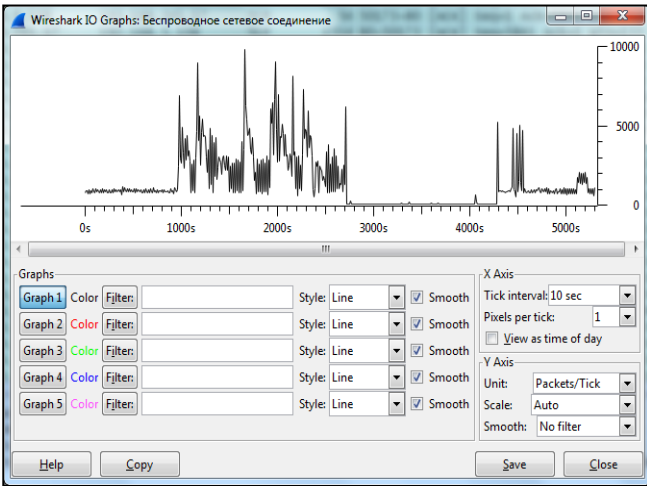 Wireshark IO Graphs: Беспроводное сетевое соединение
10000
5000
0
0s 1000s 2000s 3000s 4000s 5000s
Graphs
Graph 1 Color Filter: Style: Line Smooth
Graph 2 Color Filter: Style: Line Smooth
Graph 3 Color Filter: Style: Line Smooth
Graph 4 Color Filter: Style: Line Smooth
Graph 5 Color Filter: Style: Line Smooth
X Axis
Tick interval: 10 sec
Pixels per tick: 1
View as time of day
Y Axis
Unit: Packets/Tick
Scale: Auto
Smooth: No filter
Help Copy Save Close